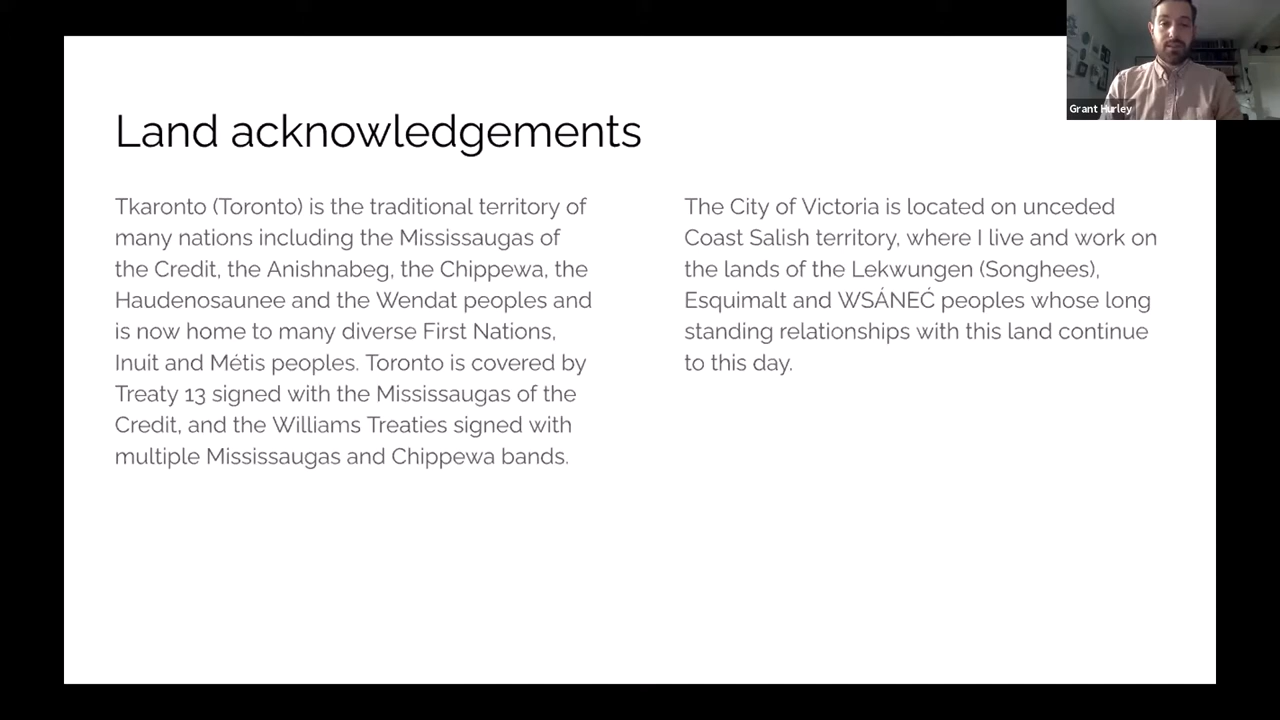 Land acknowledgements
Tkaronto (Toronto) is the traditional territory of
many nations including the Mississaugas of
the Credit, the Anishnabeg, the Chippewa, the
Haudenosaunee and the Wendat peoples and
is now home to many diverse First Nations,
Inuit and Métis peoples. Toronto is covered by
Treaty 13 signed with the Mississaugas of the
Credit, and the Williams Treaties signed with
multiple Mississaugas and Chippewa bands.
The City of Victoria is located on unceded
Coast Salish territory, where I live and work on
the lands of the Lekwungen (Songhees),
Esquimalt and WSÁNEĆ peoples whose long
standing relationships with this land continue
to this day.
Grant Hurley